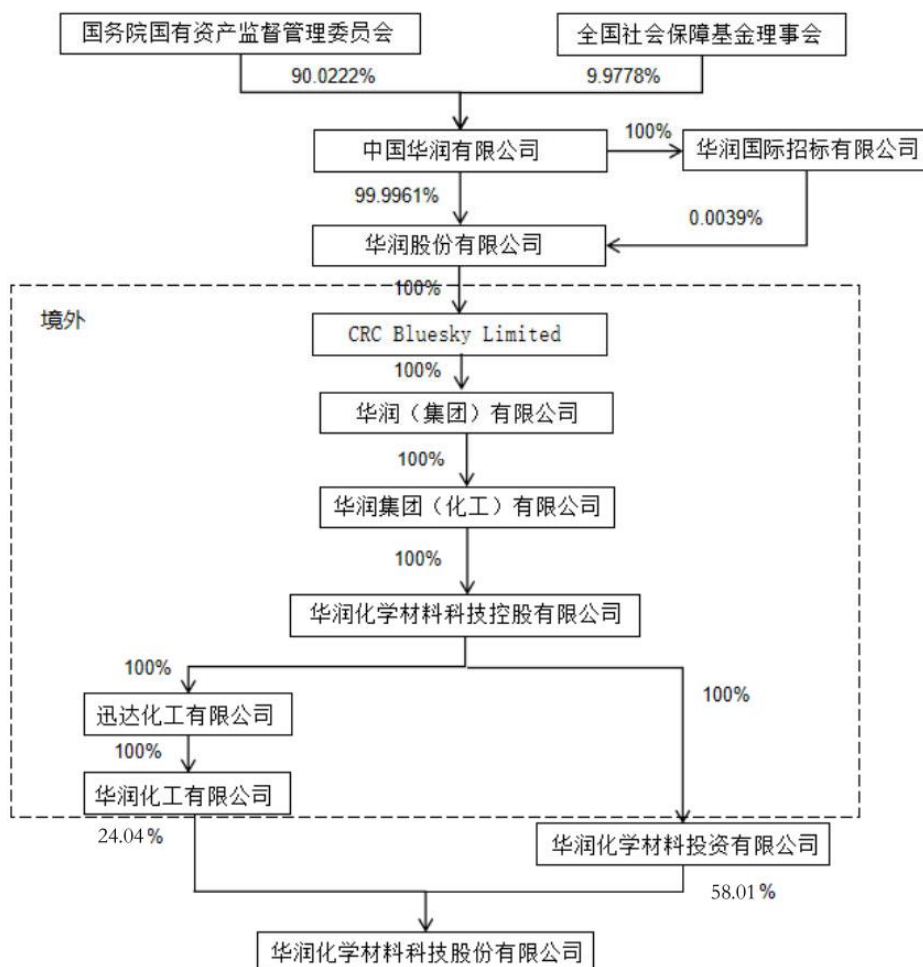 国务院国有资产监督管理委员会
全国社会保障基金理事会
90.0222%
9.9778%
中国华润有限公司
100%
华润国际招标有限公司
99.9961%
0.0039%
华润股份有限公司
100%
境外
CRC Bluesky Limited
100%
华润（集团）有限公司
100%
华润集团（化工）有限公司
100%
华润化学材料科技控股有限公司
100%
100%
迅达化工有限公司
100%
华润化工有限公司
24.04%
华润化学材料投资有限公司
58.01%
华润化学材料科技股份有限公司